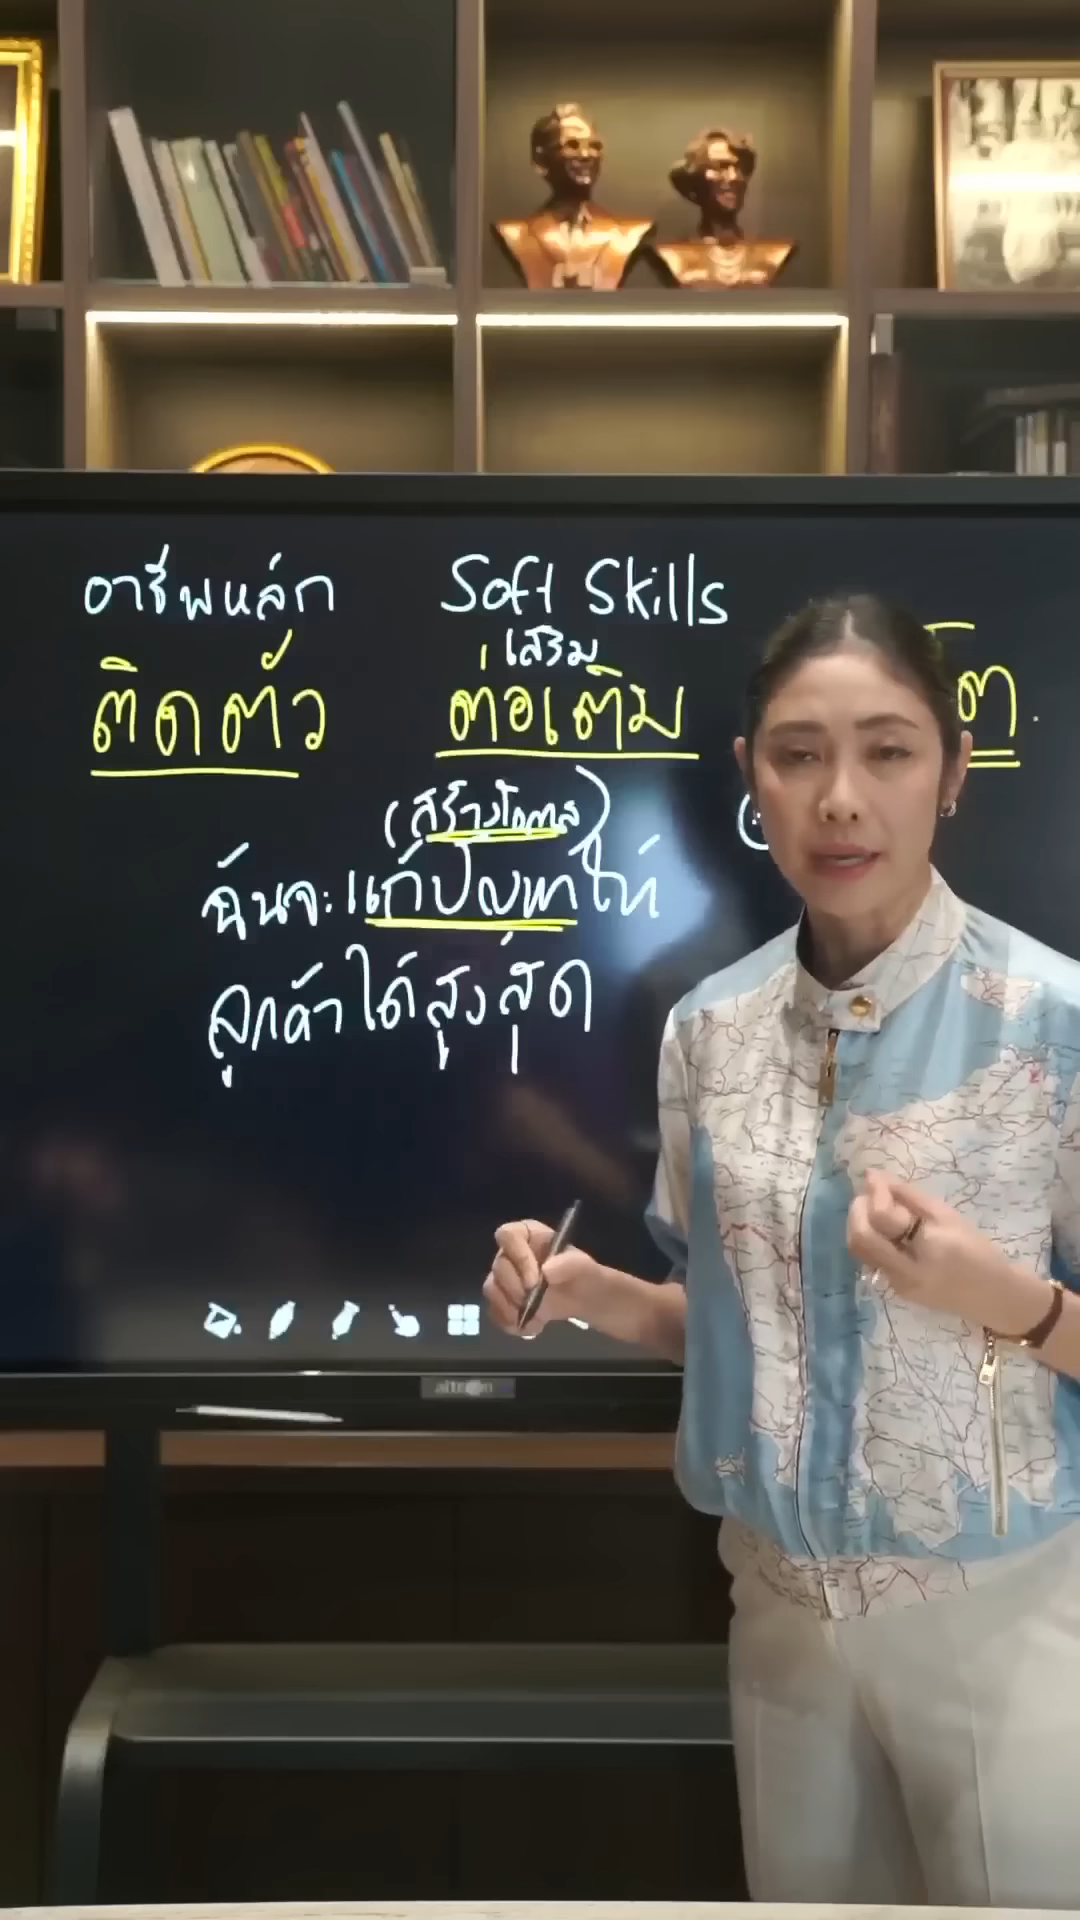 อาชีพหลัก
ติดตัว
Soft Skills
เสริม
ต่อเติม
(สร้างโอกาส)
ฉันจะแก้ปัญหาให้
ลูกค้าได้สูงสุด
โต.